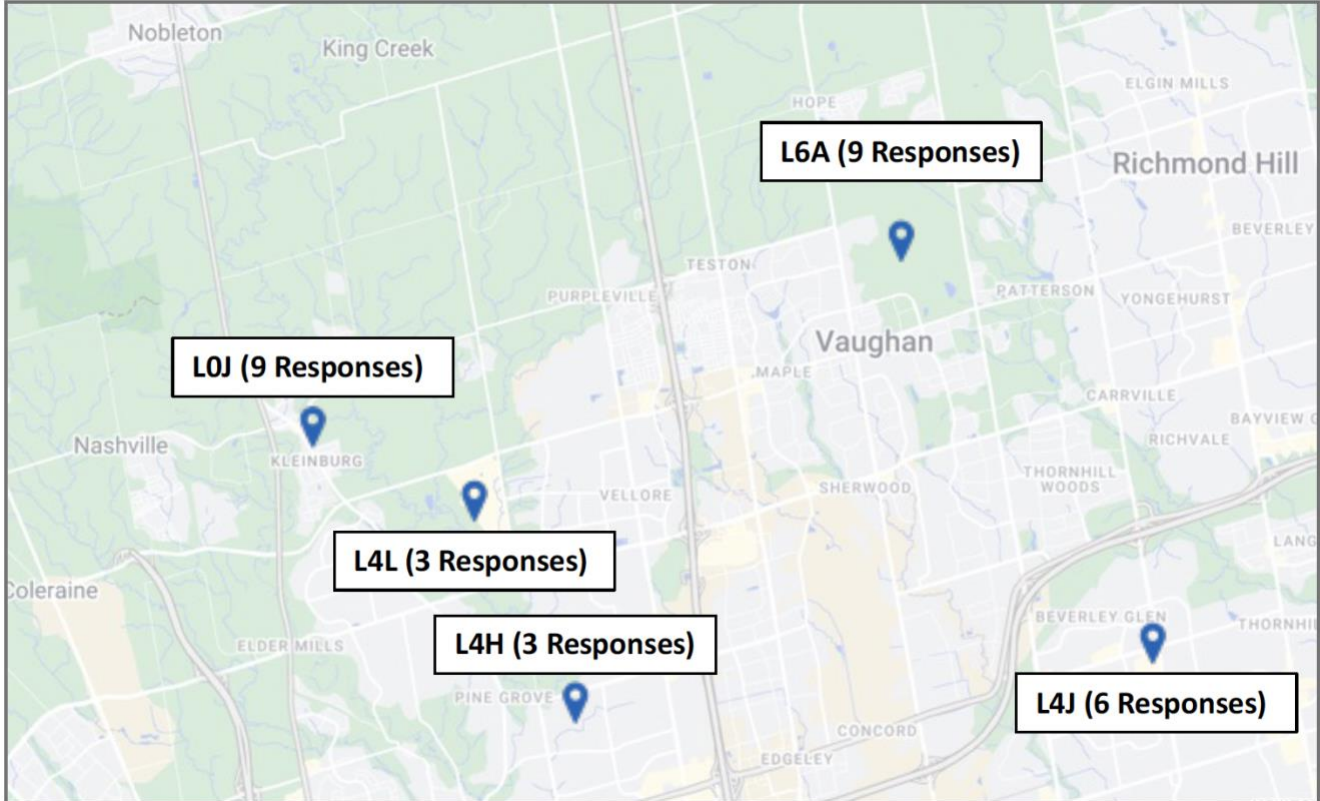 Nobleton
King Creek
ELGIN MILLS
HOPE
L6A (9 Responses)
Richmond Hill
BEVERLEY
TESTON
PATTERSON
PURPLEVILLE
YONGEHURST
Vaughan
L0J (9 Responses)
MAPLE
CARRVILLE
BAYVIEW G
Nashville
RICHVALE
KLEINBURG
THORNHILL
WOODS
SHERWOOD
VELLORE
LANG
L4L (3 Responses)
Coleraine
BEVERLEY GLEN
THORNHIL
ELDER MILLS
L4H (3 Responses)
PINE GROVE
L4J (6 Responses)
CONCORD
EDGELEY